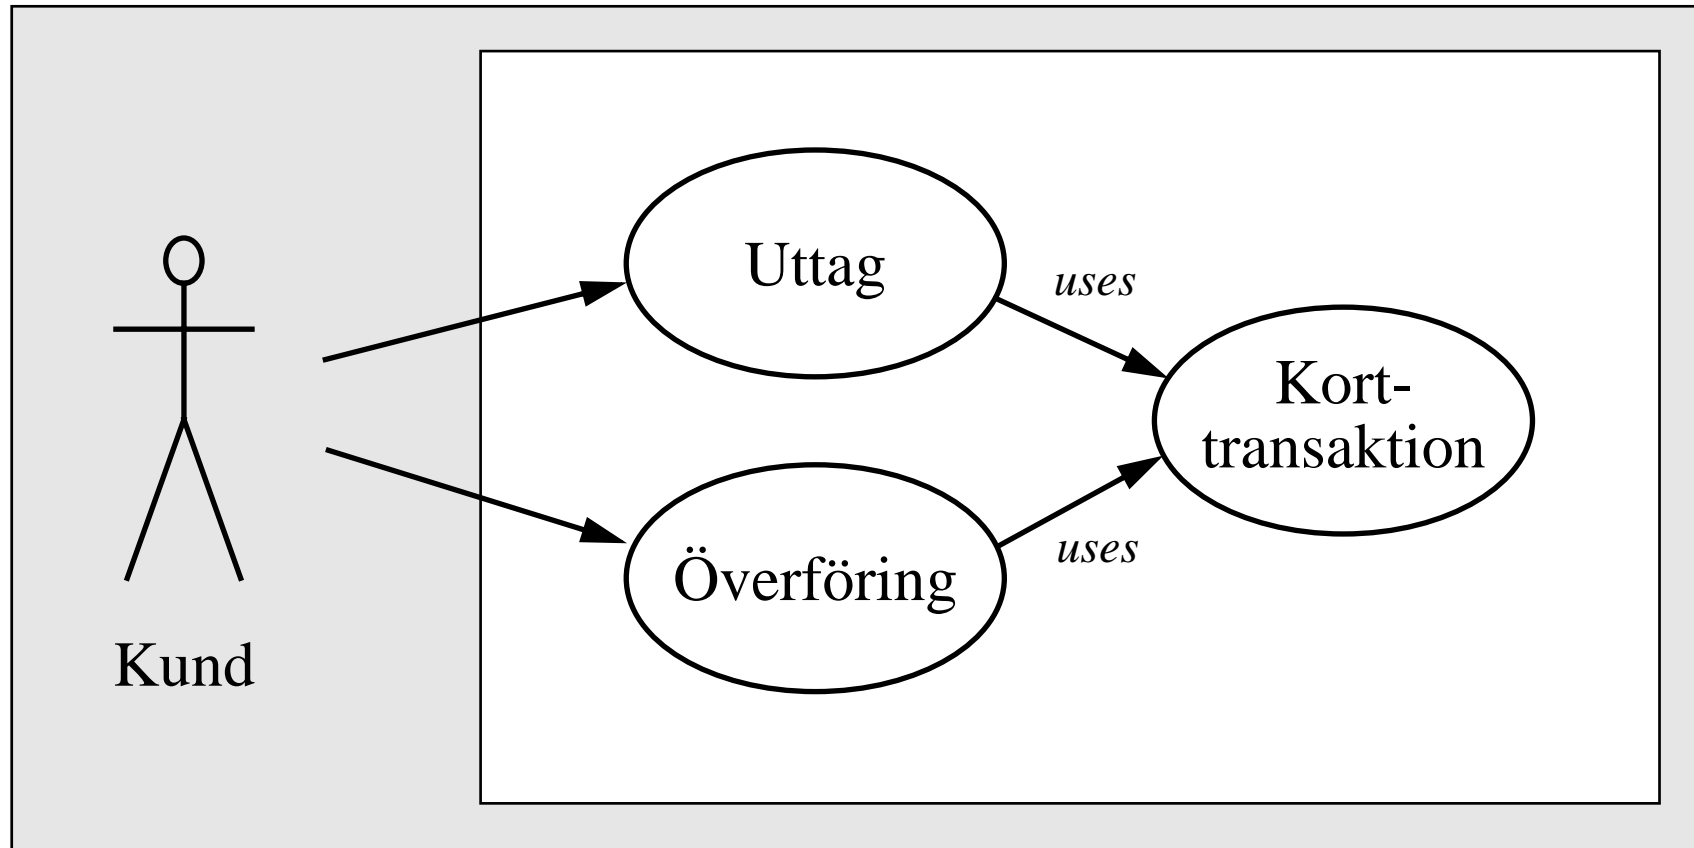 Uttag
uses
Kort-
transaktion
Överföring
uses
Kund